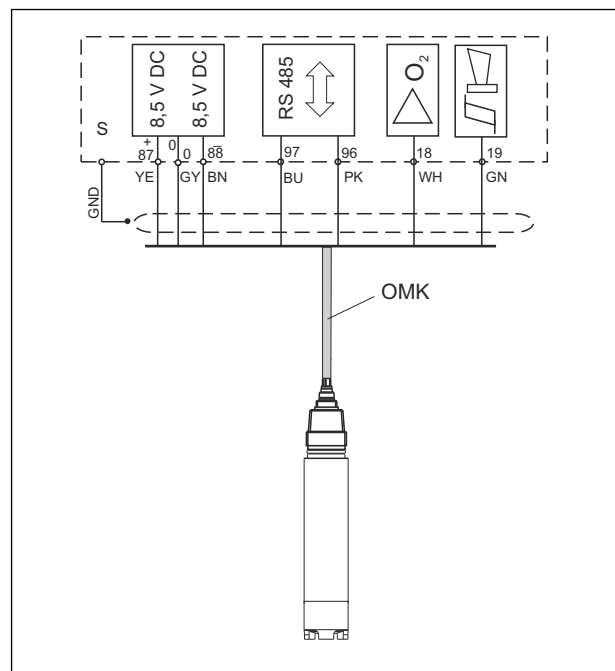 8,5 V DC
8,5 V DC
RS 485
O2
S
+
0
–
87
0
88
97
96
18
19
YE
GY
BN
BU
PK
WH
GN
GND
OMK